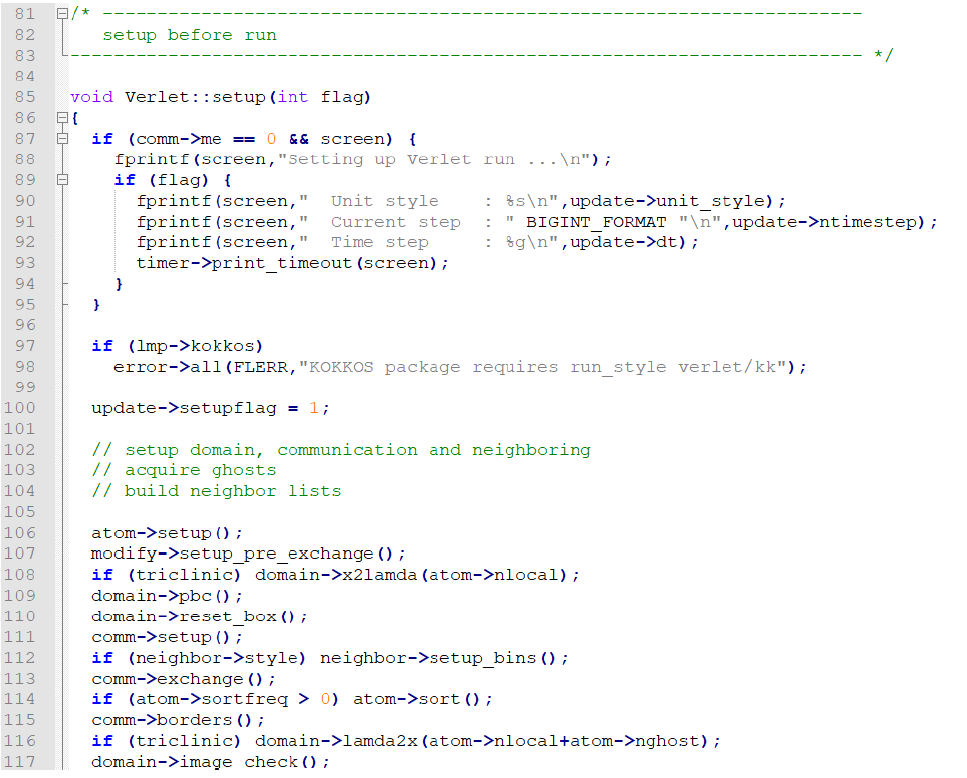 81 /* ----------------------------------------------------------------------
82    setup before run
83 ------------------------------------------------------------------------- */
84
85 void Verlet::setup(int flag)
86 {
87   if (comm->me == 0 && screen) {
88     fprintf(screen,"Setting up Verlet run ...\n");
89     if (flag) {
90       fprintf(screen,"  Unit style    : %s\n",update->unit_style);
91       fprintf(screen,"  Current step  : " BIGINT_FORMAT "\n",update->ntimestep);
92       fprintf(screen,"  Time step     : %g\n",update->dt);
93       timer->print_timeout(screen);
94     }
95   }
96
97   if (lmp->kokkos)
98     error->all(FLERR,"KOKKOS package requires run_style verlet/kk");
99
100   update->setupflag = 1;
101
102   // setup domain, communication and neighboring
103   // acquire ghosts
104   // build neighbor lists
105
106   atom->setup();
107   modify->setup_pre_exchange();
108   if (triclinic) domain->x2lamda(atom->nlocal);
109   domain->pbc();
110   domain->reset_box();
111   comm->setup();
112   if (neighbor->style) neighbor->setup_bins();
113   comm->exchange();
114   if (atom->sortfreq > 0) atom->sort();
115   comm->borders();
116   if (triclinic) domain->lamda2x(atom->nlocal+atom->nghost);
117   domain->image_check();